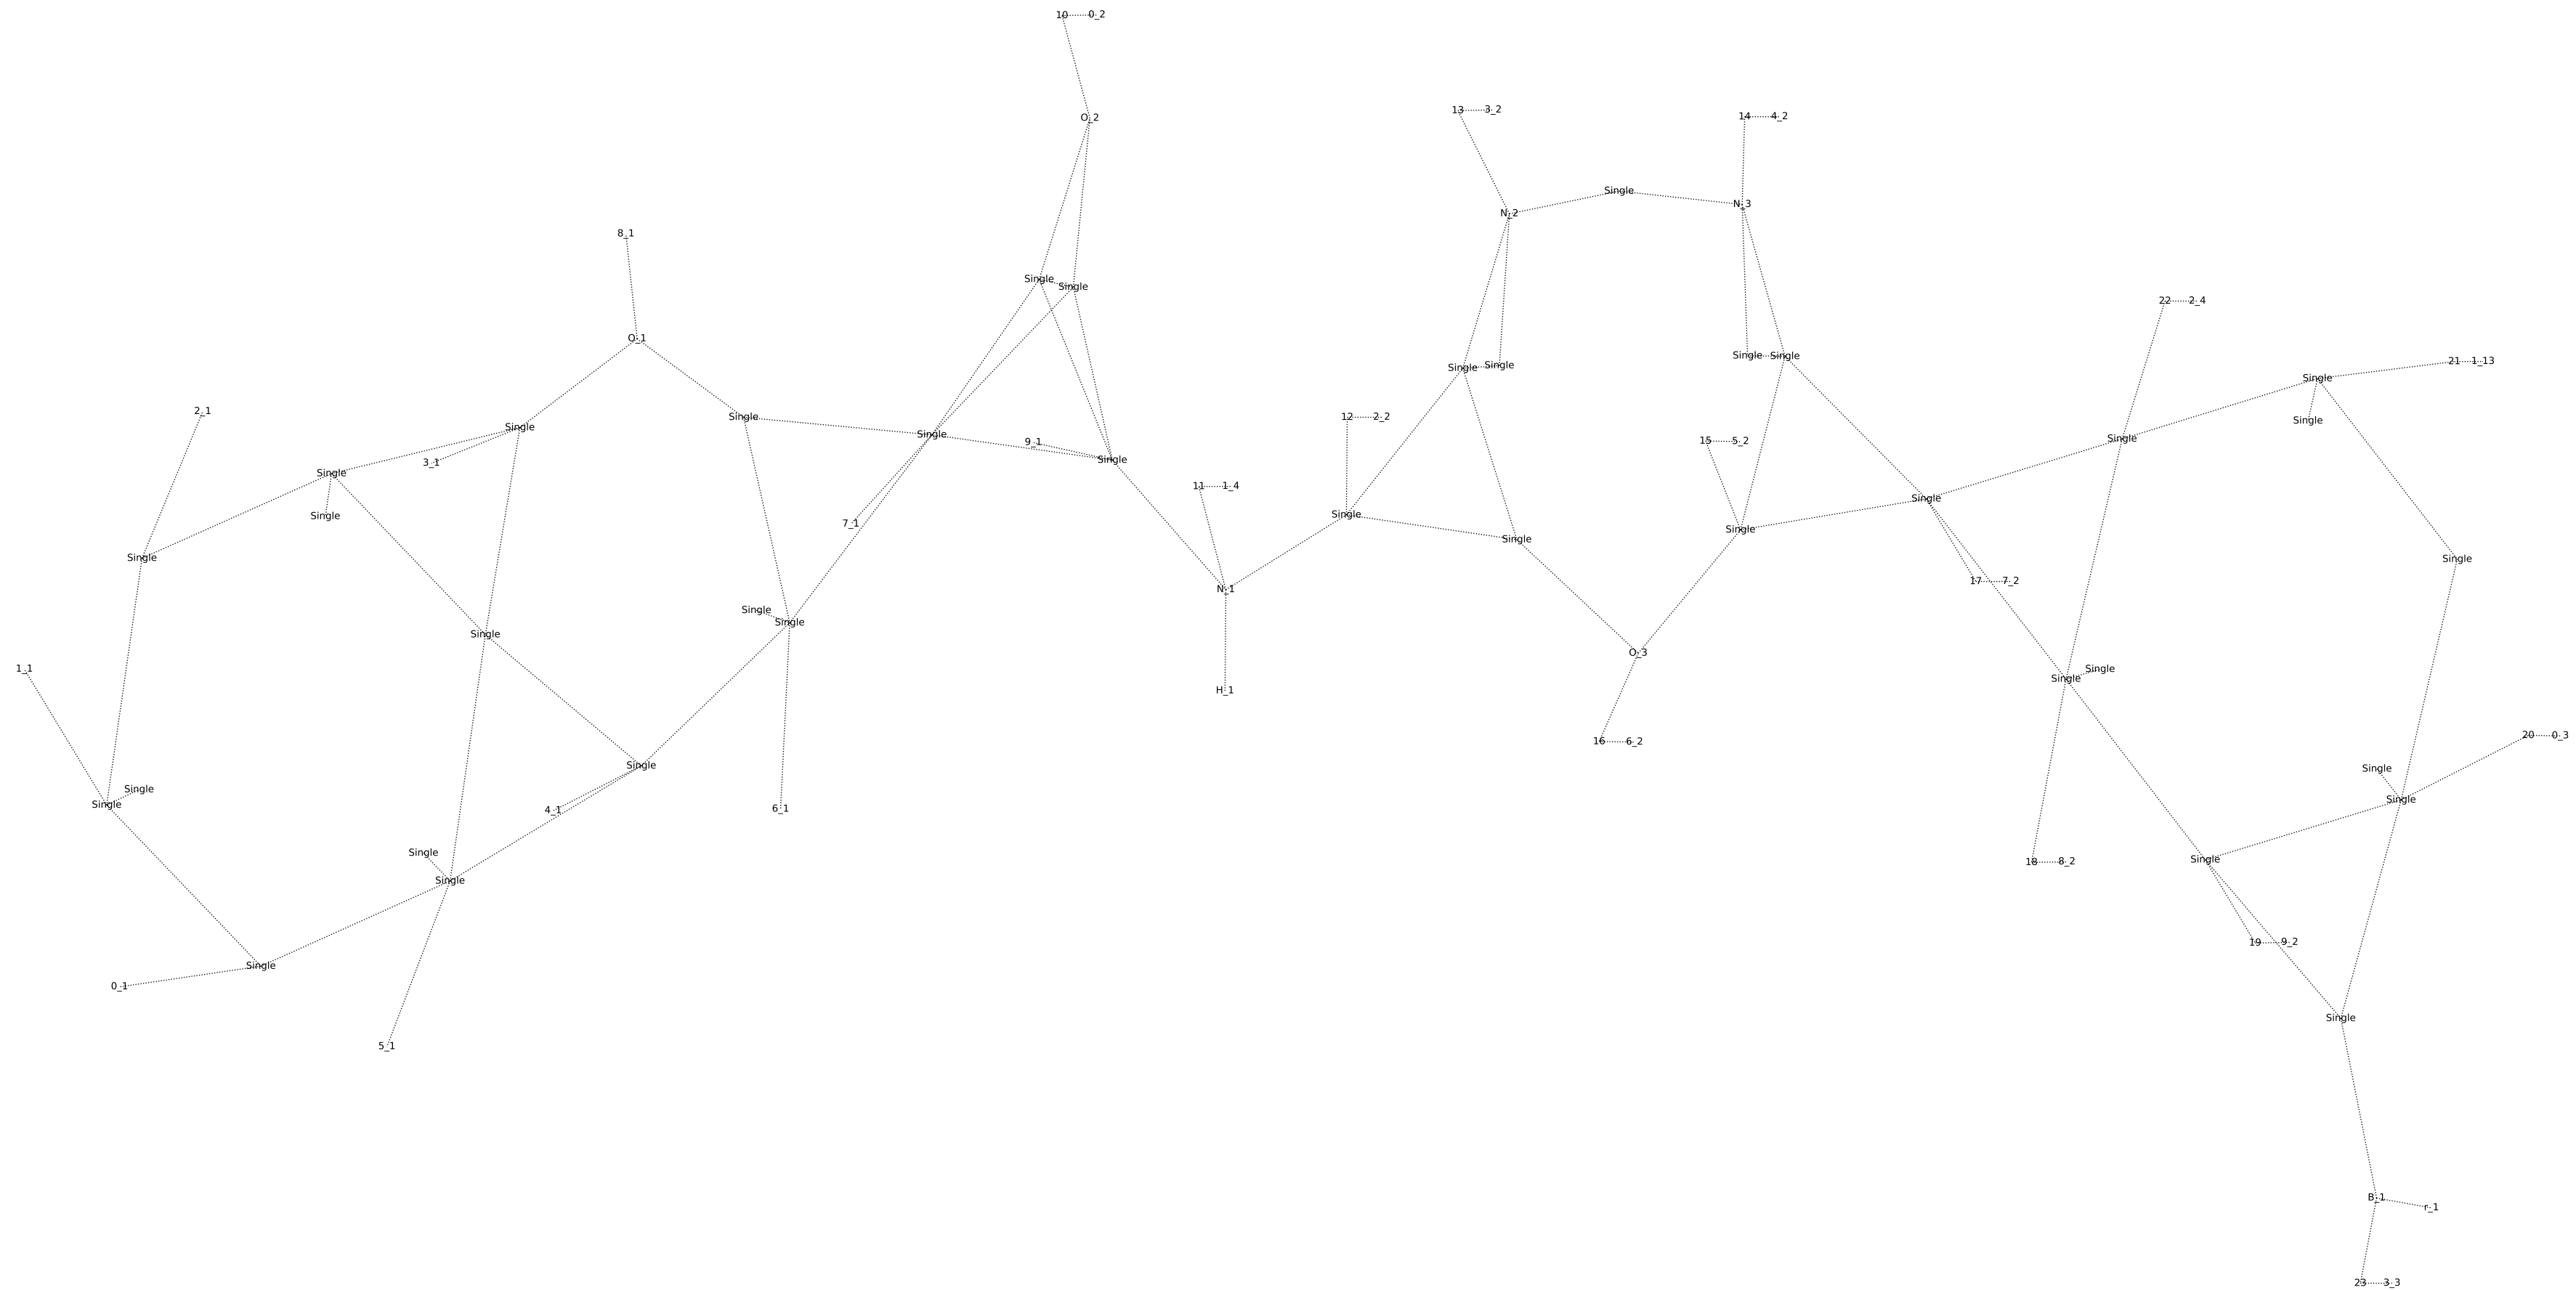 10 0_2
O_2
13 3_2
14 4_2
Single
N_3
N_2
8_1
Single
Single
22 2_4
O_1
Single Single
21 1_13
Single Single
Single
2_1
Single
12 2_2
Single
Single
Single
Single
15 5_2
9_1
Single
3_1
Single
11 1_4
Single
Single
Single
7_1
Single
Single
Single
Single
17 7_2
N_1
Single
Single
Single
O_3
1_1
Single
Single
H_1
20 0_3
16 6_2
Single
Single
Single
Single
Single
6_1
4_1
Single
Single
18 8_2
Single
19 9_2
Single
0_1
Single
5_1
B_1
r_1
23 3_3